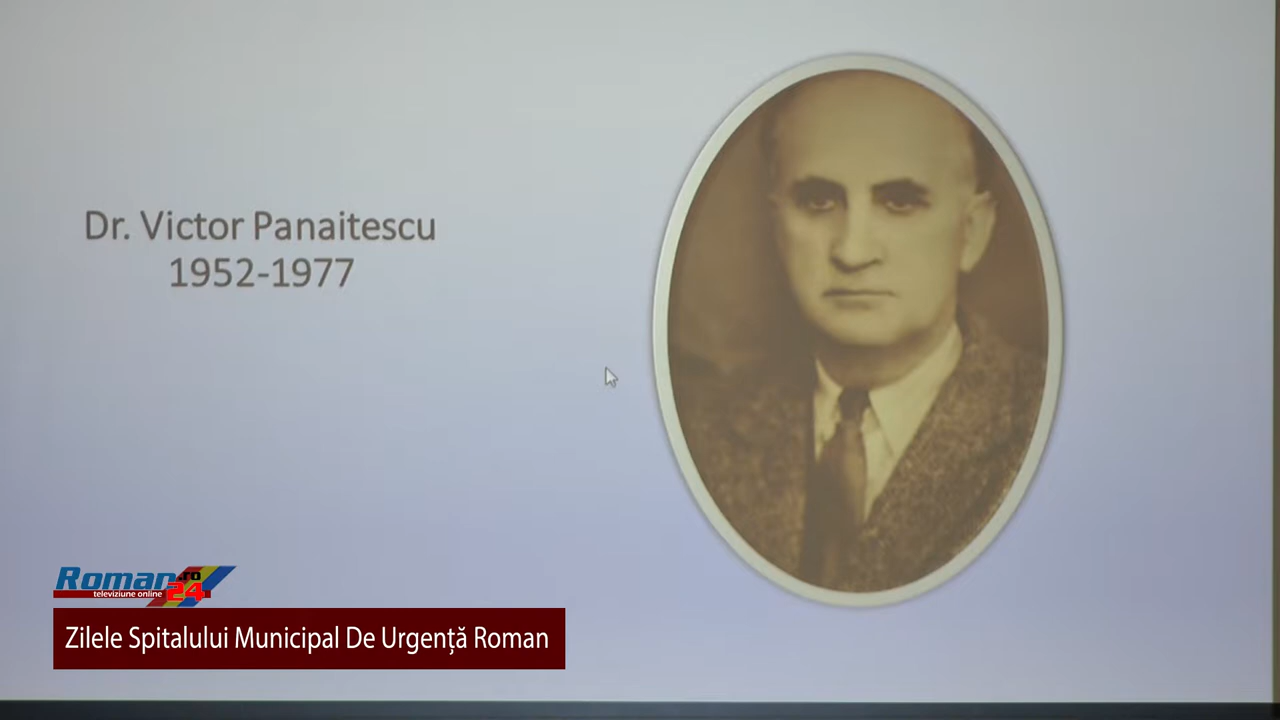 Dr. Victor Panaitescu
1952-1977
Roman.ro
24
televiziune online
Zilele Spitalului Municipal De Urgență Roman